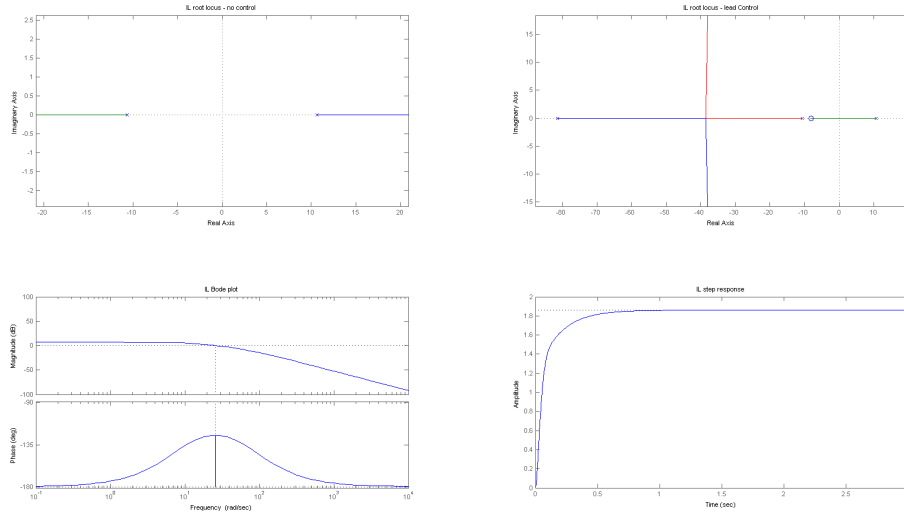 IL root locus - no control
2.5
2
1.5
1
0.5
0
-0.5
-1
-1.5
-2
Imaginary Axis
-20 -15 -10 -5 0 5 10 15 20
Real Axis
IL root locus - lead Control
15
10
5
0
-5
-10
-15
Imaginary Axis
-80 -70 -60 -50 -40 -30 -20 -10 0 10
Real Axis
IL Bode plot
100
50
0
-50
-100
Magnitude (dB)
-90
-135
-180
Phase (deg)
10^-1 10^0 10^1 10^2 10^3 10^4
Frequency (rad/sec)
IL step response
2
1.8
1.6
1.4
1.2
1
0.8
0.6
0.4
0.2
0
Amplitude
0 0.5 1 1.5 2 2.5
Time (sec)